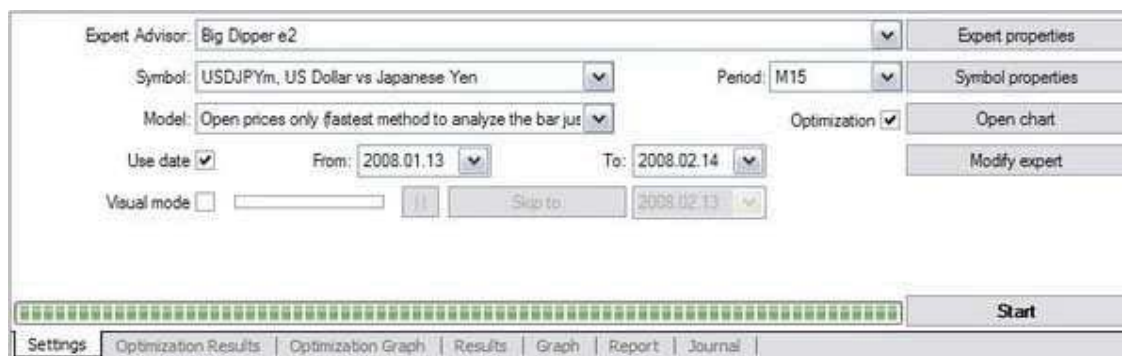 Expert Advisor: Big Dipper e2 Expert properties
Symbol: USDJPYm, US Dollar vs Japanese Yen Period: M15 Symbol properties
Model: Open prices only (fastest method to analyze the bar jus Optimization Open chart
Use date From: 2008.01.13 To: 2008.02.14 Modify expert
Visual mode Skip to 2008.02.13
Start
Settings | Optimization Results | Optimization Graph | Results | Graph | Report | Journal |